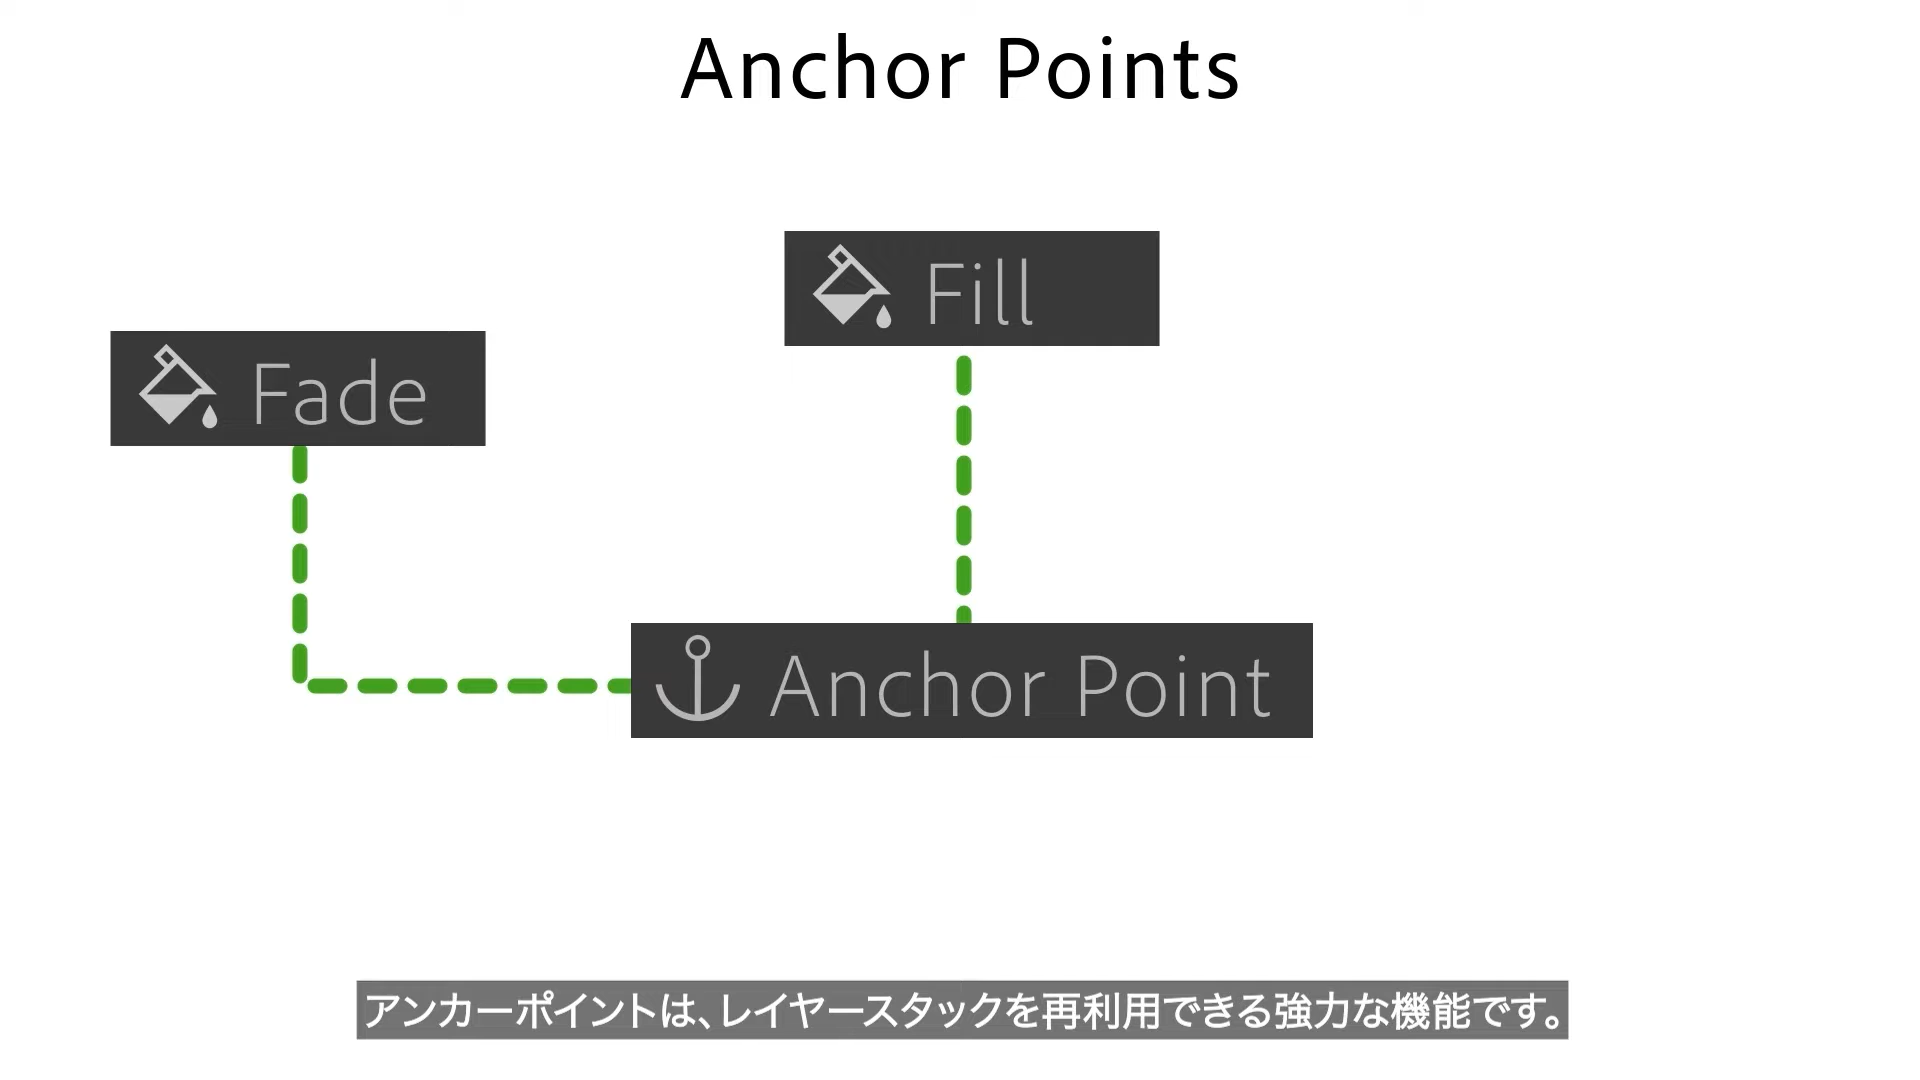 Anchor Points
Fill
Fade
Anchor Point
アンカーポイントは、レイヤースタックを再利用できる強力な機能です。